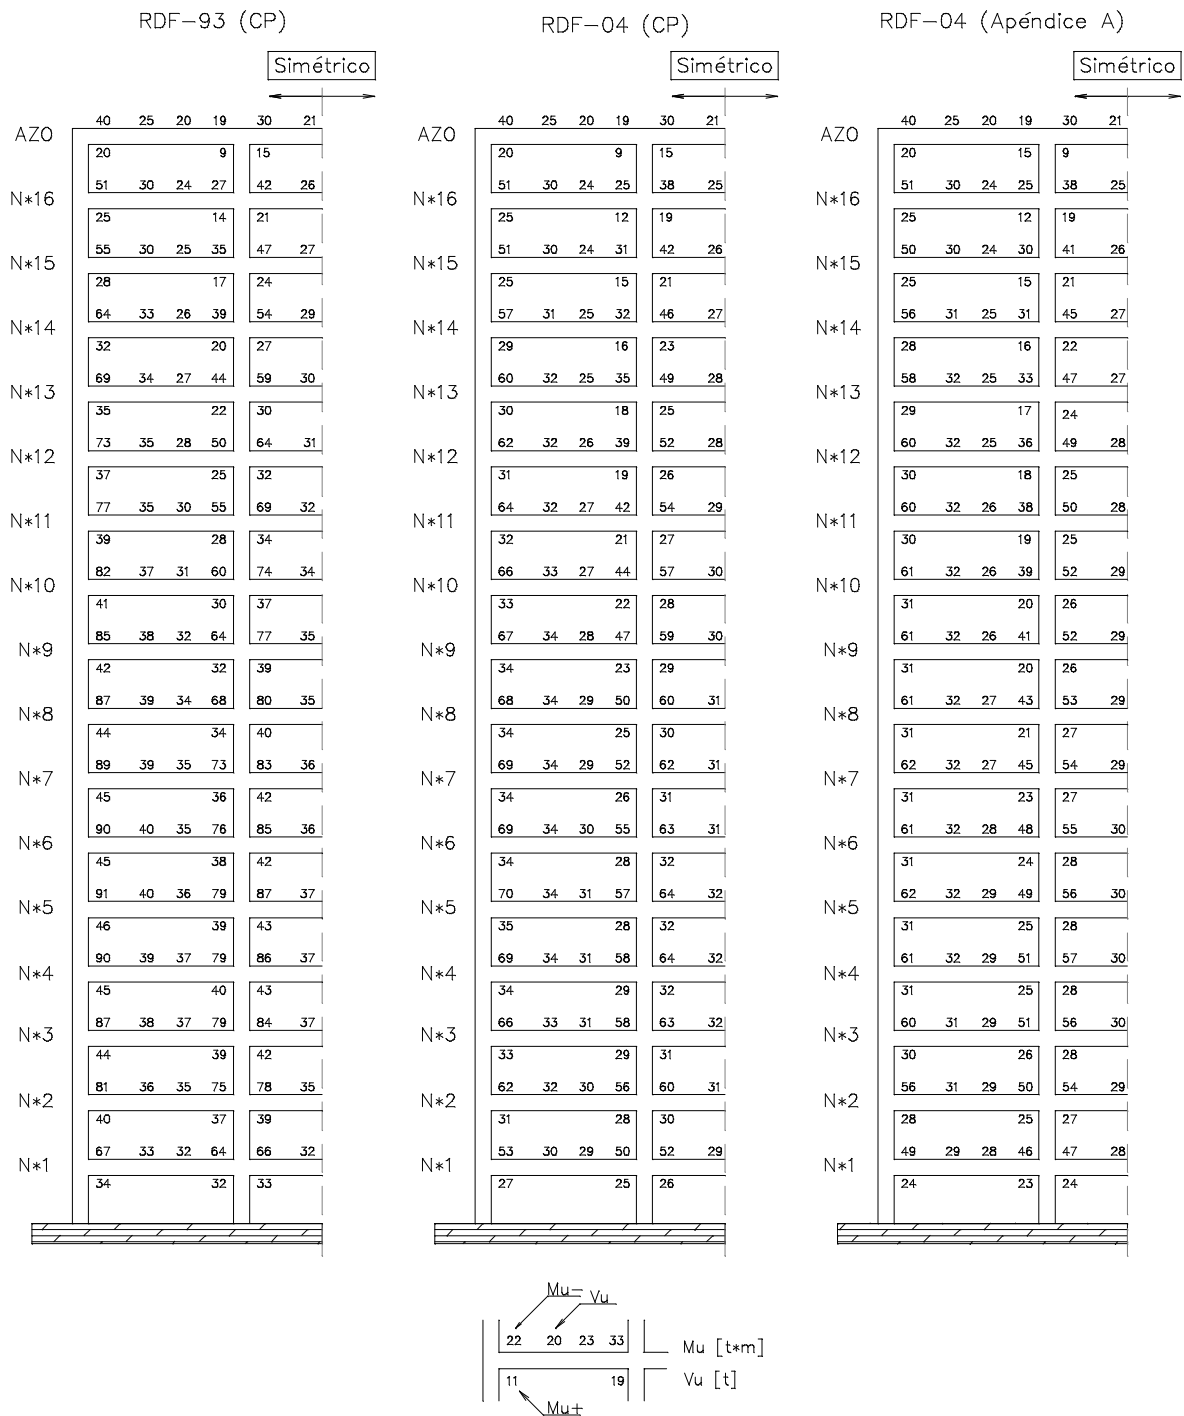 RDF-93 (CP) RDF-04 (CP) RDF-04 (Apéndice A)
Simétrico Simétrico Simétrico
40 25 20 19 30 21 40 25 20 19 30 21 40 25 20 19 30 21
AZO AZO AZO
20 9 15 20 9 15 20 15 9
51 30 24 27 42 26 51 30 24 25 38 25 51 30 24 25 38 25
N*16 N*16 N*16
25 14 21 25 12 19 25 12 19
55 30 25 35 47 27 51 30 24 31 42 26 50 30 24 30 41 26
N*15 N*15 N*15
28 17 24 25 15 21 25 15 21
64 33 26 39 54 29 57 31 25 32 46 27 56 31 25 31 45 27
N*14 N*14 N*14
32 20 27 29 16 23 28 16 22
69 34 27 44 59 30 60 32 25 35 49 28 58 32 25 33 47 27
N*13 N*13 N*13
35 22 30 30 18 25 29 17 24
73 35 28 50 64 31 62 32 26 39 52 28 60 32 25 36 49 28
N*12 N*12 N*12
37 25 32 31 19 26 30 18 25
77 35 30 55 69 32 64 32 27 42 54 29 60 32 26 38 50 28
N*11 N*11 N*11
39 28 34 32 21 27 30 19 25
82 37 31 60 74 34 66 33 27 44 57 30 61 32 26 39 52 29
N*10 N*10 N*10
41 30 37 33 22 28 31 20 26
85 38 32 64 77 35 67 34 28 47 59 30 61 32 26 41 52 29
N*9 N*9 N*9
42 32 39 34 23 29 31 20 26
87 39 34 68 80 35 68 34 29 50 60 31 61 32 27 43 53 29
N*8 N*8 N*8
44 34 40 34 25 30 31 21 27
89 39 35 73 83 36 69 34 29 52 62 31 62 32 27 45 54 29
N*7 N*7 N*7
45 36 42 34 26 31 31 23 27
90 40 35 76 85 36 69 34 30 55 63 31 61 32 28 48 55 30
N*6 N*6 N*6
45 38 42 34 28 32 31 24 28
91 40 36 79 87 37 70 34 31 57 64 32 62 32 29 49 56 30
N*5 N*5 N*5
46 39 43 35 28 32 31 25 28
90 39 37 79 86 37 69 34 31 58 64 32 61 32 29 51 57 30
N*4 N*4 N*4
45 40 43 34 29 32 31 25 28
87 38 37 79 84 37 66 33 31 58 63 32 60 31 29 51 56 30
N*3 N*3 N*3
44 39 42 33 29 31 30 26 28
81 36 35 75 78 35 62 32 30 56 60 31 56 31 29 50 54 29
N*2 N*2 N*2
40 37 39 31 28 30 28 25 27
67 33 32 64 66 32 53 30 29 50 52 29 49 29 28 46 47 28
N*1 N*1 N*1
34 32 33 27 25 26 24 23 24
Mu- Vu
22 20 23 33 Mu [t*m]
11 19 Vu [t]
Mu+